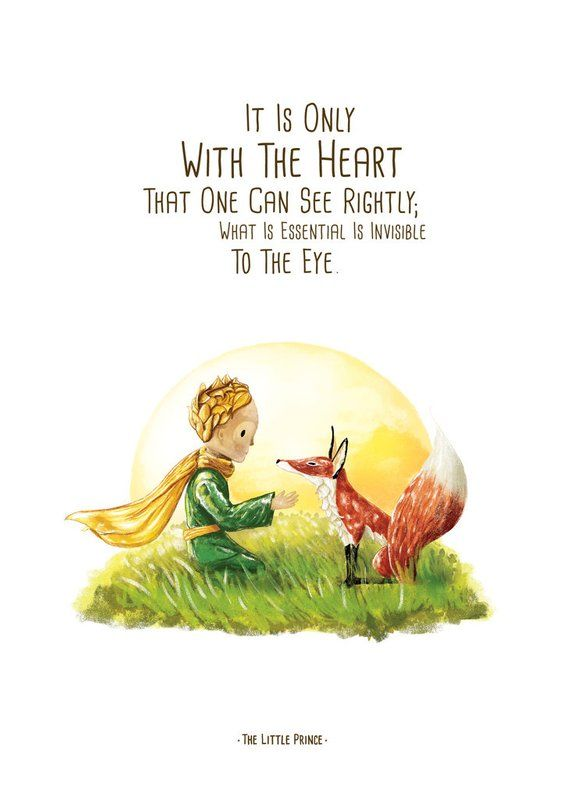 It Is Only
With The Heart
That One Can See Rightly;
What Is Essential Is Invisible
To The Eye.
· The Little Prince ·